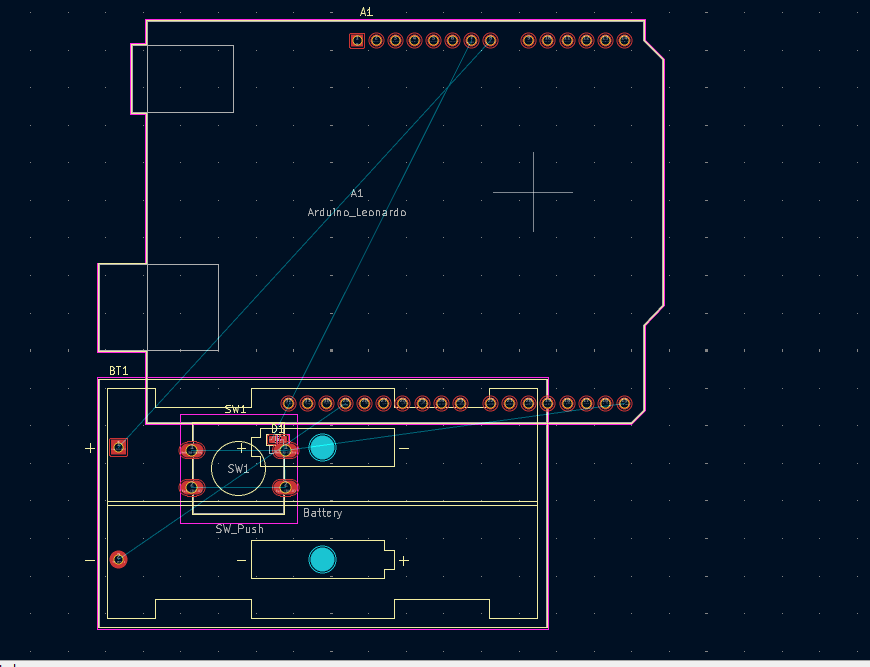 A1
A1
Arduino_Leonardo
BT1
SW1
D1
+
+
−
SW1
Battery
SW_Push
−
−
+